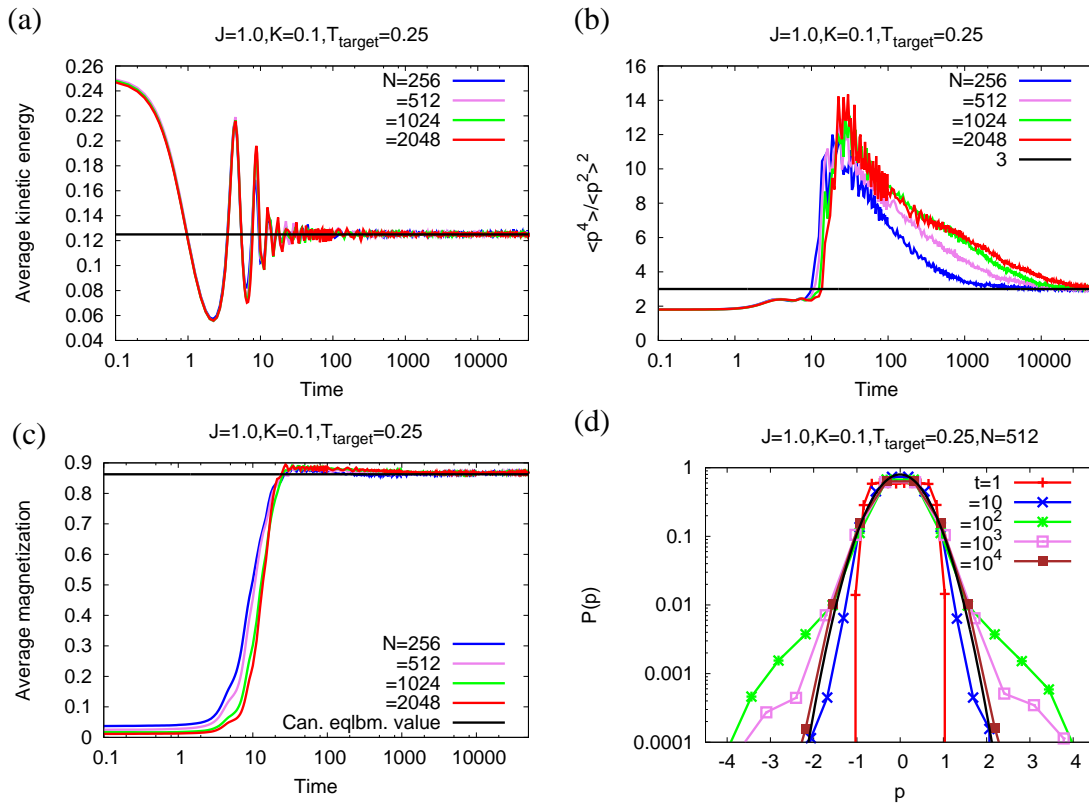 (a)
J=1.0,K=0.1,T_target=0.25
Average kinetic energy
0.26
0.24
0.22
0.20
0.18
0.16
0.14
0.12
0.10
0.08
0.06
0.04
N=256
=512
=1024
=2048
0.1 1 10 100 1000 10000
Time
(b)
J=1.0,K=0.1,T_target=0.25
<p^4>/<p^2>^2
16
14
12
10
8
6
4
2
0
N=256
=512
=1024
=2048
3
0.1 1 10 100 1000 10000
Time
(c)
J=1.0,K=0.1,T_target=0.25
Average magnetization
0.9
0.8
0.7
0.6
0.5
0.4
0.3
0.2
0.1
0
N=256
=512
=1024
=2048
Can. eqlbm. value
0.1 1 10 100 1000 10000
Time
(d)
J=1.0,K=0.1,T_target=0.25,N=512
P(p)
1
0.1
0.01
0.001
0.0001
t=1
=10
=10^2
=10^3
=10^4
-4 -3 -2 -1 0 1 2 3 4
p